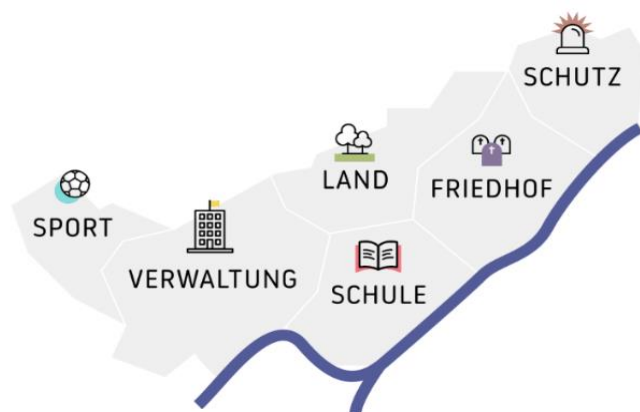 SCHUTZ
LAND
FRIEDHOF
SPORT
VERWALTUNG
SCHULE